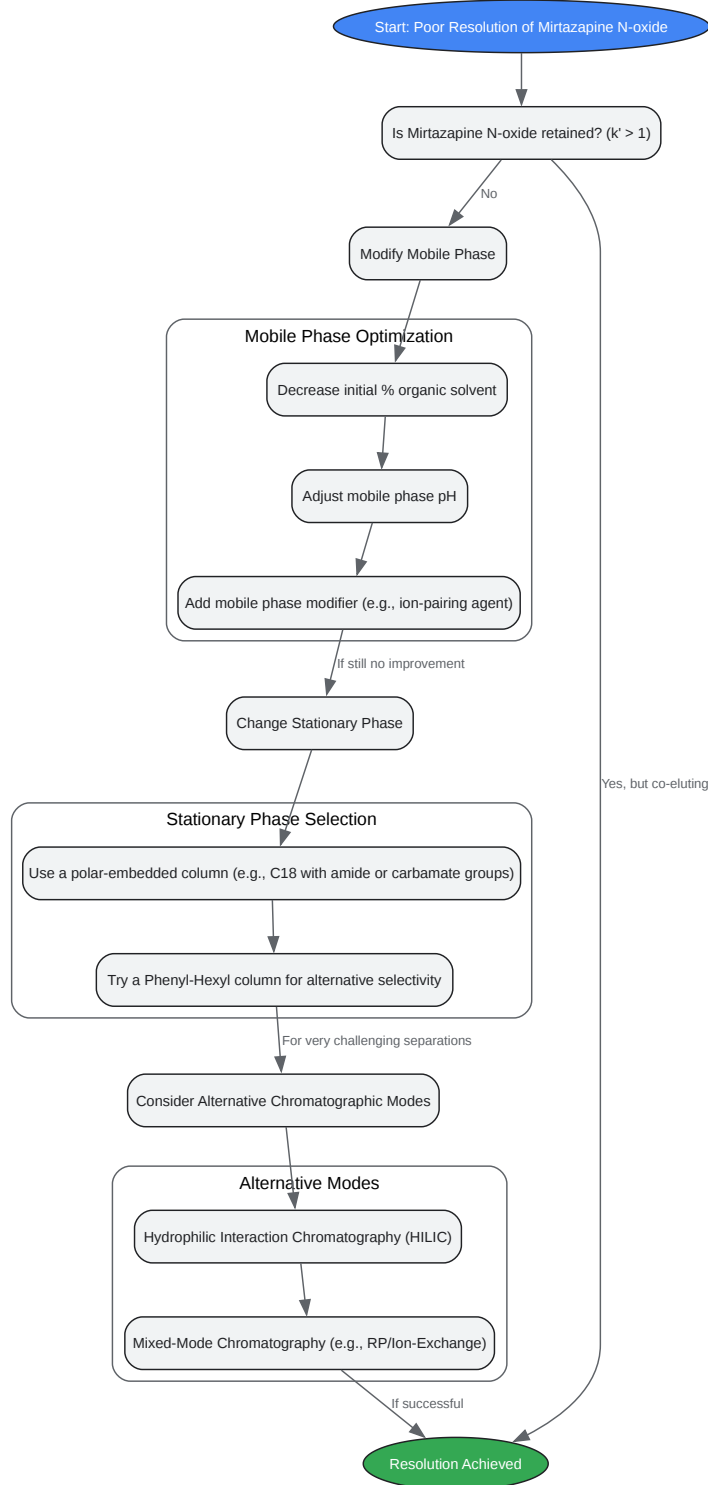 Start: Poor Resolution of Mirtazapine N-oxide
Is Mirtazapine N-oxide retained? (k' > 1)
No
Modify Mobile Phase
Mobile Phase Optimization
Decrease initial % organic solvent
Adjust mobile phase pH
Add mobile phase modifier (e.g., ion-pairing agent)
If still no improvement
Change Stationary Phase
Yes, but co-eluting
Stationary Phase Selection
Use a polar-embedded column (e.g., C18 with amide or carbamate groups)
Try a Phenyl-Hexyl column for alternative selectivity
For very challenging separations
Consider Alternative Chromatographic Modes
Alternative Modes
Hydrophilic Interaction Chromatography (HILIC)
Mixed-Mode Chromatography (e.g., RP/Ion-Exchange)
If successful
Resolution Achieved